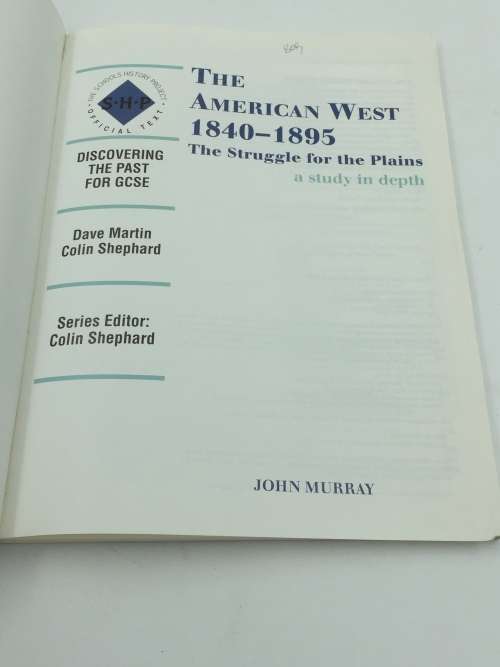 THE SCHOOLS HISTORY PROJECT
S·H·P
OFFICIAL TEXT
DISCOVERING
THE PAST
FOR GCSE
Dave Martin
Colin Shephard
Series Editor:
Colin Shephard
THE
AMERICAN WEST
1840–1895
The Struggle for the Plains
a study in depth
JOHN MURRAY